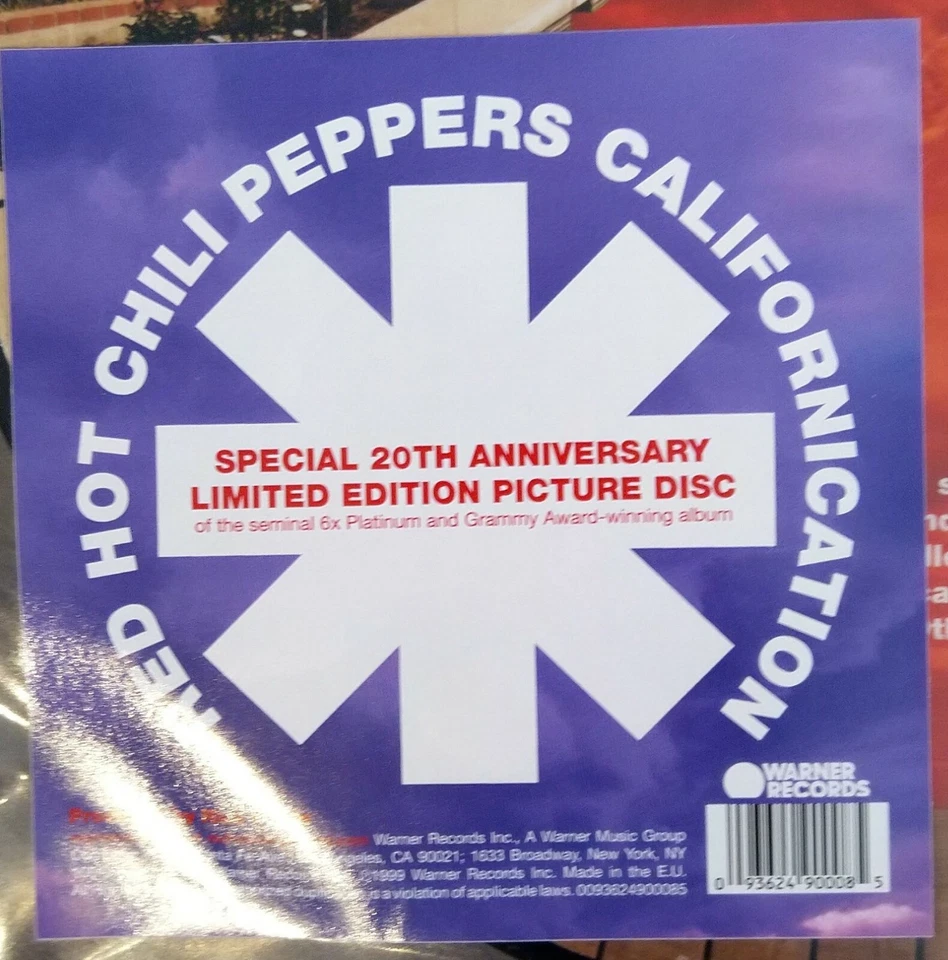 RED HOT CHILI PEPPERS CALIFORNICATION
SPECIAL 20TH ANNIVERSARY
LIMITED EDITION PICTURE DISC
of the seminal 6x Platinum and Grammy Award-winning album
WARNER
RECORDS
Warner Records Inc., A Warner Music Group
CA 90021; 1633 Broadway, New York, NY
©1999 Warner Records Inc. Made in the E.U.
is a violation of applicable laws. 0093624900085
0 93624 90008 5